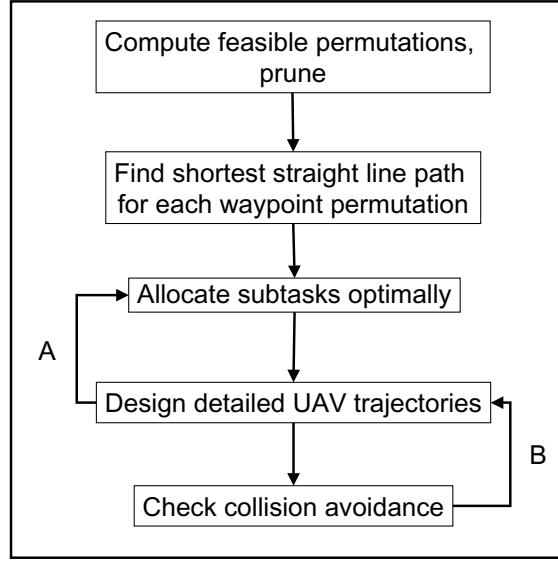 Compute feasible permutations,
prune
Find shortest straight line path
for each waypoint permutation
Allocate subtasks optimally
A
Design detailed UAV trajectories
B
Check collision avoidance